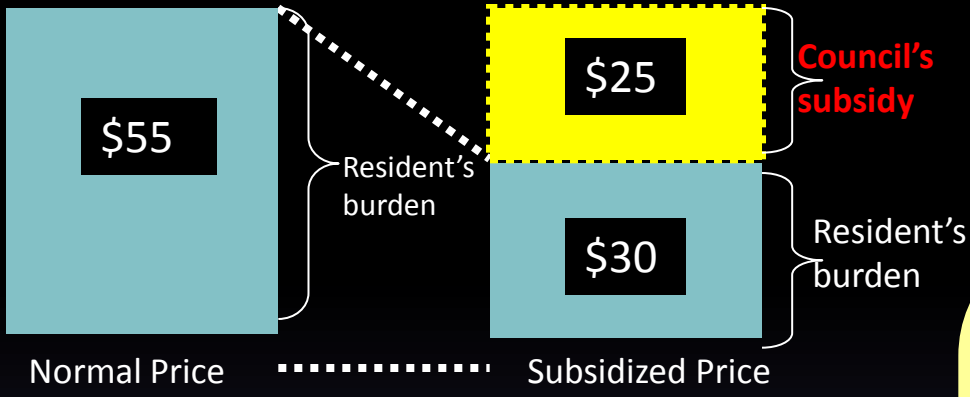 $55
Resident's
burden
$25
Council's
subsidy
$30
Resident's
burden
Normal Price
Subsidized Price